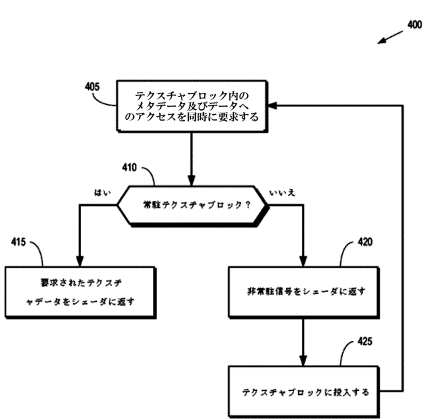 400
405
テクスチャブロック内の
メタデータ及びデータへ
のアクセスを同時に要求する
410
はい
常駐テクスチャブロック?
いいえ
415
要求されたテクスチ
ャデータをシェーダに返す
420
非常駐信号をシェーダに返す
425
テクスチャブロックに投入する